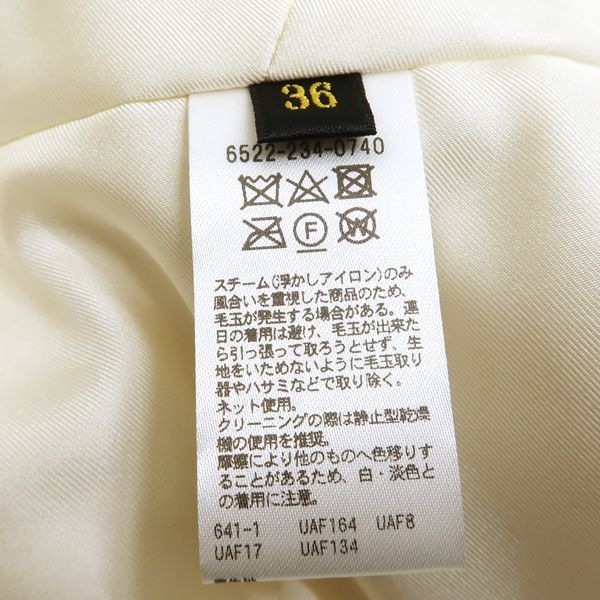 36
6522-234-0740
F W
スチーム(浮かしアイロン)のみ
風合いを重視した商品のため、
毛玉が発生する場合がある。連
日の着用は避け、毛玉が出来た
ら引っ張って取ろうとせず、生
地をいためないように毛玉取り
器やハサミなどで取り除く。
ネット使用。
クリーニングの際は静止型乾燥
機の使用を推奨。
摩擦により他のものへ色移りす
ることがあるため、白・淡色と
の着用に注意。
641-1 UAF164 UAF8
UAF17 UAF134